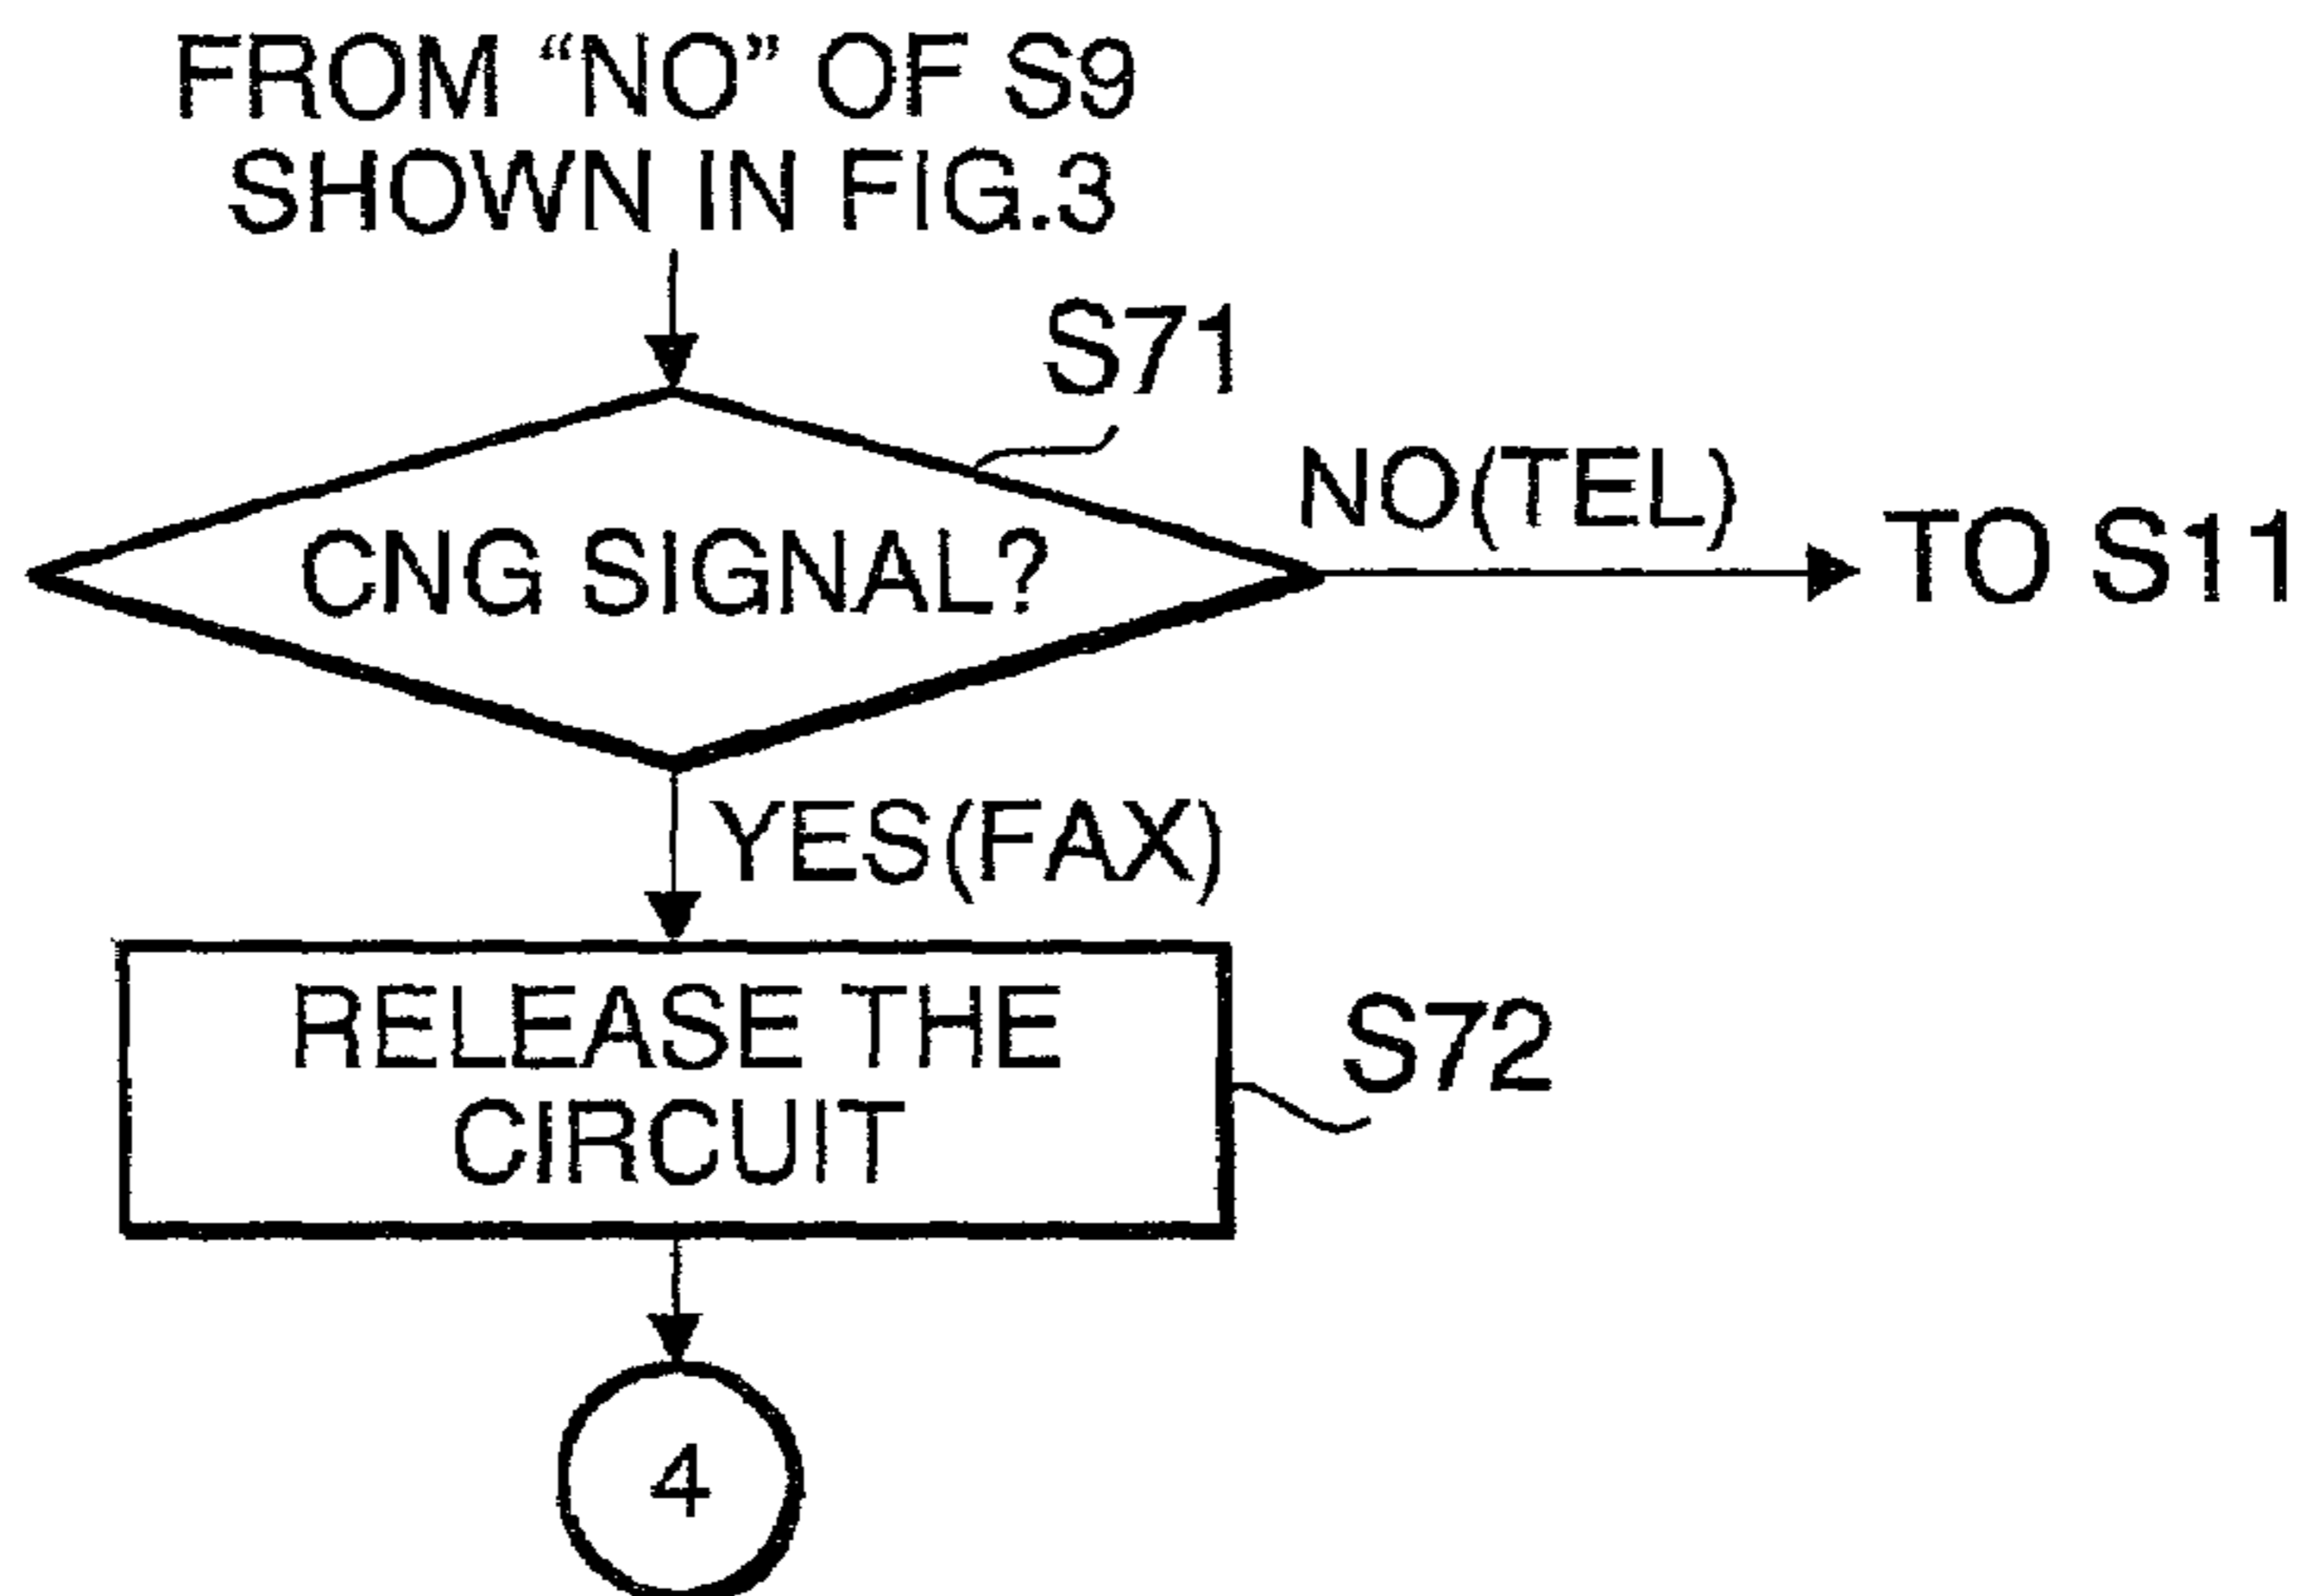 FROM “NO” OF S9
SHOWN IN FIG.3
S71
NO(TEL)
CNG SIGNAL?
TO S11
YES(FAX)
RELEASE THE
CIRCUIT
S72
4